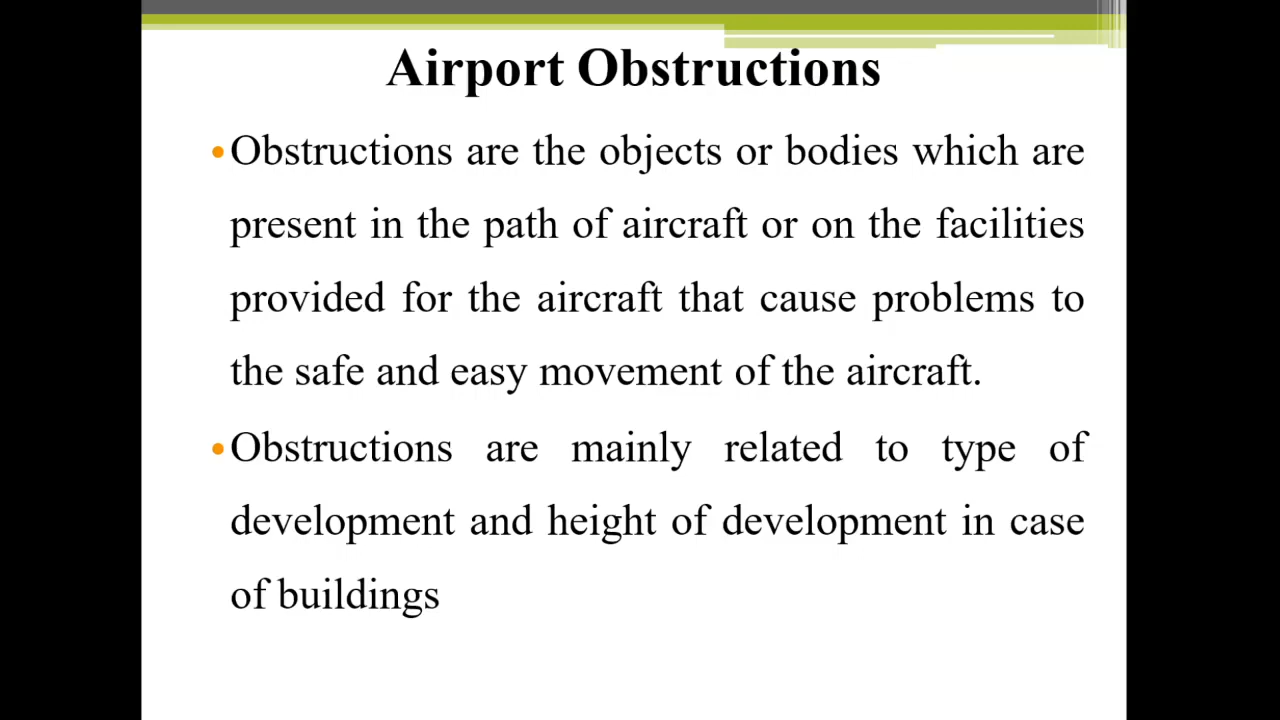 Airport Obstructions
•Obstructions are the objects or bodies which are
present in the path of aircraft or on the facilities
provided for the aircraft that cause problems to
the safe and easy movement of the aircraft.
•Obstructions are mainly related to type of
development and height of development in case
of buildings